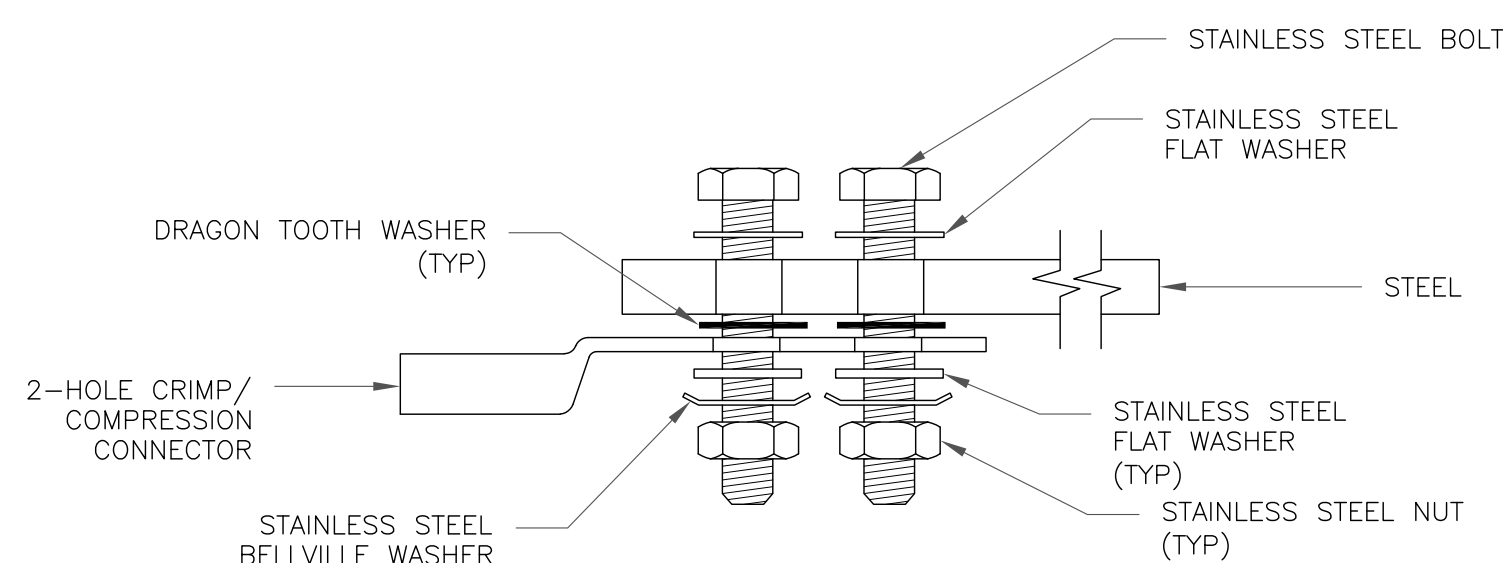 STAINLESS STEEL BOLT
STAINLESS STEEL
FLAT WASHER
DRAGON TOOTH WASHER
(TYP)
STEEL
2-HOLE CRIMP/
COMPRESSION
CONNECTOR
STAINLESS STEEL
FLAT WASHER
(TYP)
STAINLESS STEEL NUT
(TYP)
STAINLESS STEEL
BELLVILLE WASHER